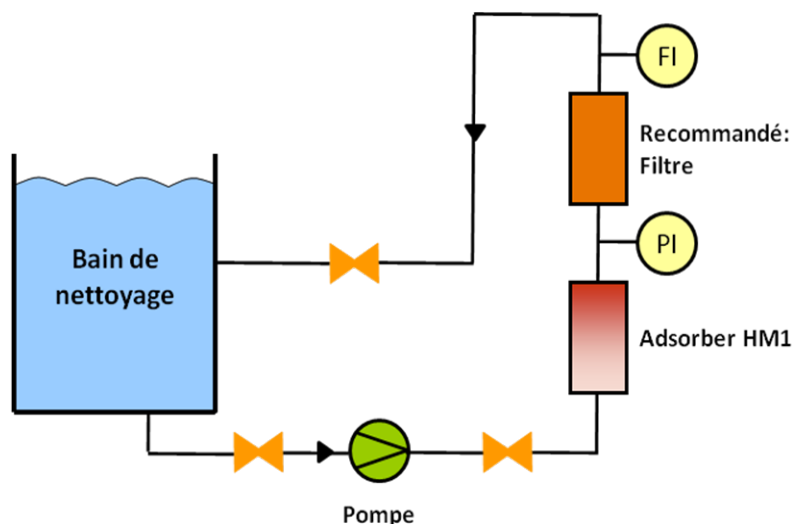 FI
Recommandé:
Filtre
PI
Bain de
nettoyage
Adsorber HM1
Pompe